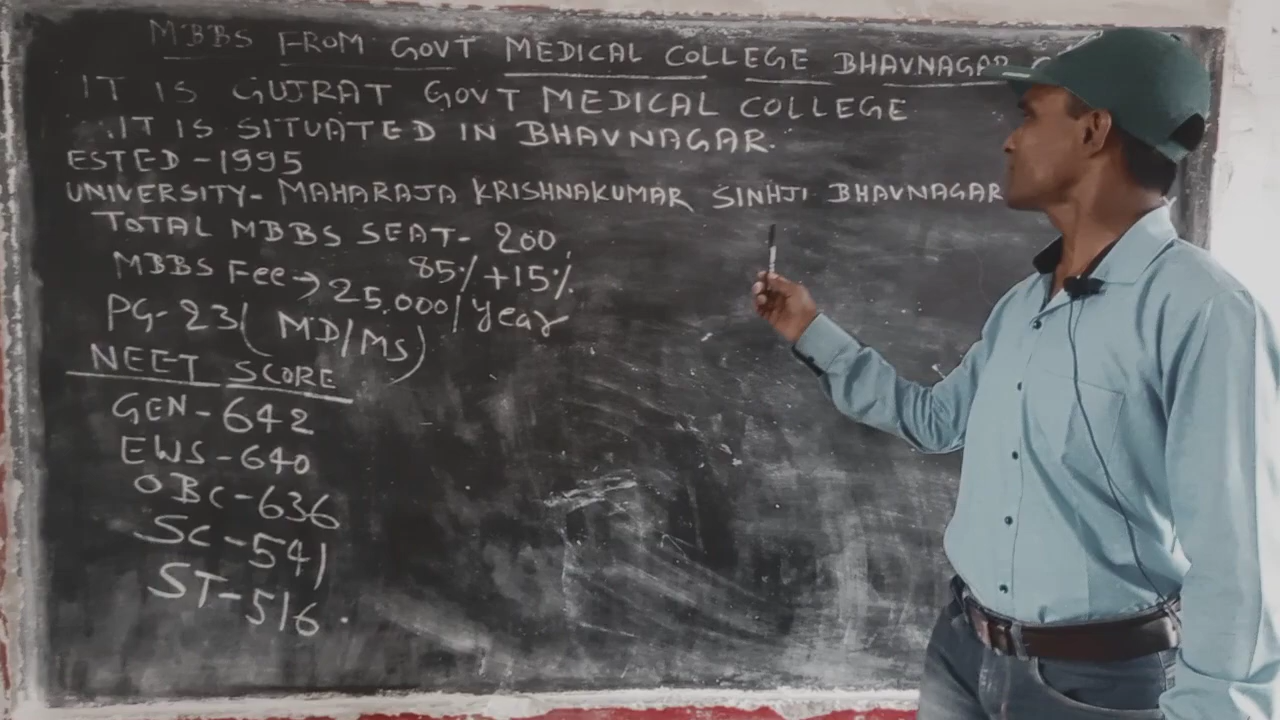 MBBS FROM GOVT MEDICAL COLLEGE BHAVNAGAR
IT IS GUJRAT GOVT MEDICAL COLLEGE
IT IS SITUATED IN BHAVNAGAR.
ESTED - 1995
UNIVERSITY - MAHARAJA KRISHNAKUMAR SINHJI BHAVNAGAR
TOTAL MBBS SEAT - 200
85% + 15%
MBBS Fee → 25,000/year
PG - 23 (MD/MS)
NEET SCORE
GEN - 642
EWS - 640
OBC - 636
SC - 541
ST - 516.